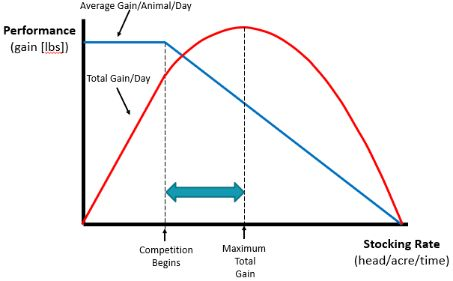 Average Gain/Animal/Day
Performance
(gain [lbs])
Total Gain/Day
Competition
Begins
Maximum
Total
Gain
Stocking Rate
(head/acre/time)